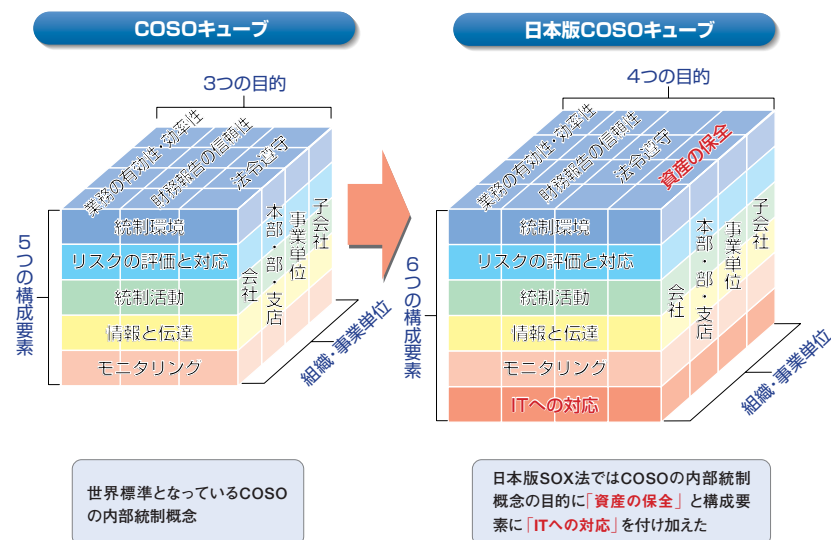 COSOキューブ
3つの目的
業務の有効性・効率性
財務報告の信頼性
法令遵守
5つの構成要素
統制環境
リスクの評価と対応
統制活動
情報と伝達
モニタリング
会社
本部・部・支店
事業単位
子会社
組織・事業単位
世界標準となっているCOSO
の内部統制概念
日本版COSOキューブ
4つの目的
業務の有効性・効率性
財務報告の信頼性
法令遵守
資産の保全
6つの構成要素
統制環境
リスクの評価と対応
統制活動
情報と伝達
モニタリング
ITへの対応
会社
本部・部・支店
事業単位
子会社
組織・事業単位
日本版SOX法ではCOSOの内部統制
概念の目的に「資産の保全」と構成要
素に「ITへの対応」を付け加えた